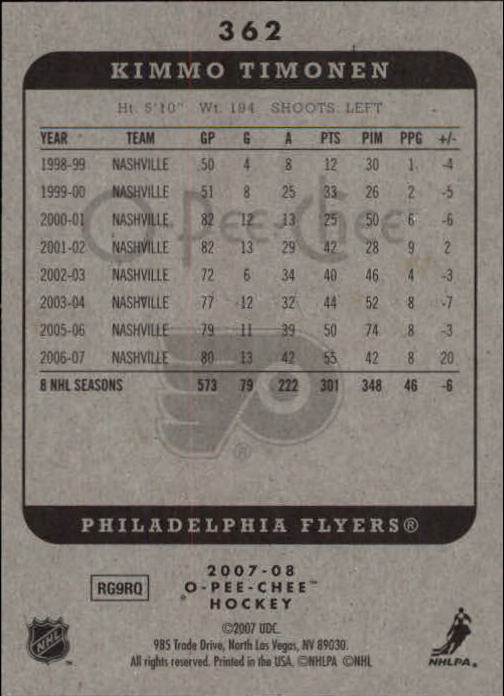 362
KIMMO TIMONEN
Ht. 5'10" Wt. 194 SHOOTS: LEFT
YEAR TEAM GP G A PTS PIM PPG +/-
1998-99 NASHVILLE 50 4 8 12 30 1 -4
1999-00 NASHVILLE 51 8 25 33 26 2 -5
2000-01 NASHVILLE 82 12 13 25 50 6 -6
2001-02 NASHVILLE 82 13 29 42 28 9 2
2002-03 NASHVILLE 72 6 34 40 46 4 -3
2003-04 NASHVILLE 77 12 32 44 52 8 -7
2005-06 NASHVILLE 79 11 39 50 74 8 -3
2006-07 NASHVILLE 80 13 42 55 42 8 20
8 NHL SEASONS 573 79 222 301 348 46 -6
O-Pee-Chee
®
PHILADELPHIA FLYERS®
RG9RQ
2007-08
O-PEE-CHEE™
HOCKEY
©2007 UDC.
985 Trade Drive, North Las Vegas, NV 89030.
All rights reserved. Printed in the USA. ©NHLPA ©NHL
NHL™
NHLPA.